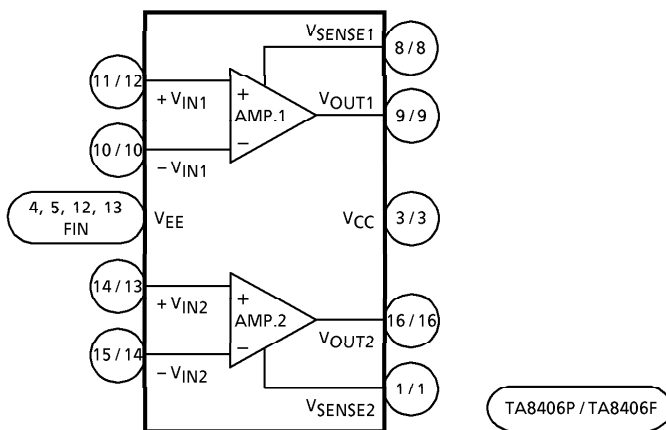 VSENSE1
8 / 8
11 / 12
+ VIN1
+
AMP.1
−
VOUT1
9 / 9
10 / 10
− VIN1
4, 5, 12, 13
FIN
VEE
VCC
3 / 3
14 / 13
+ VIN2
+
AMP.2
−
VOUT2
16 / 16
15 / 14
− VIN2
1 / 1
VSENSE2
TA8406P / TA8406F